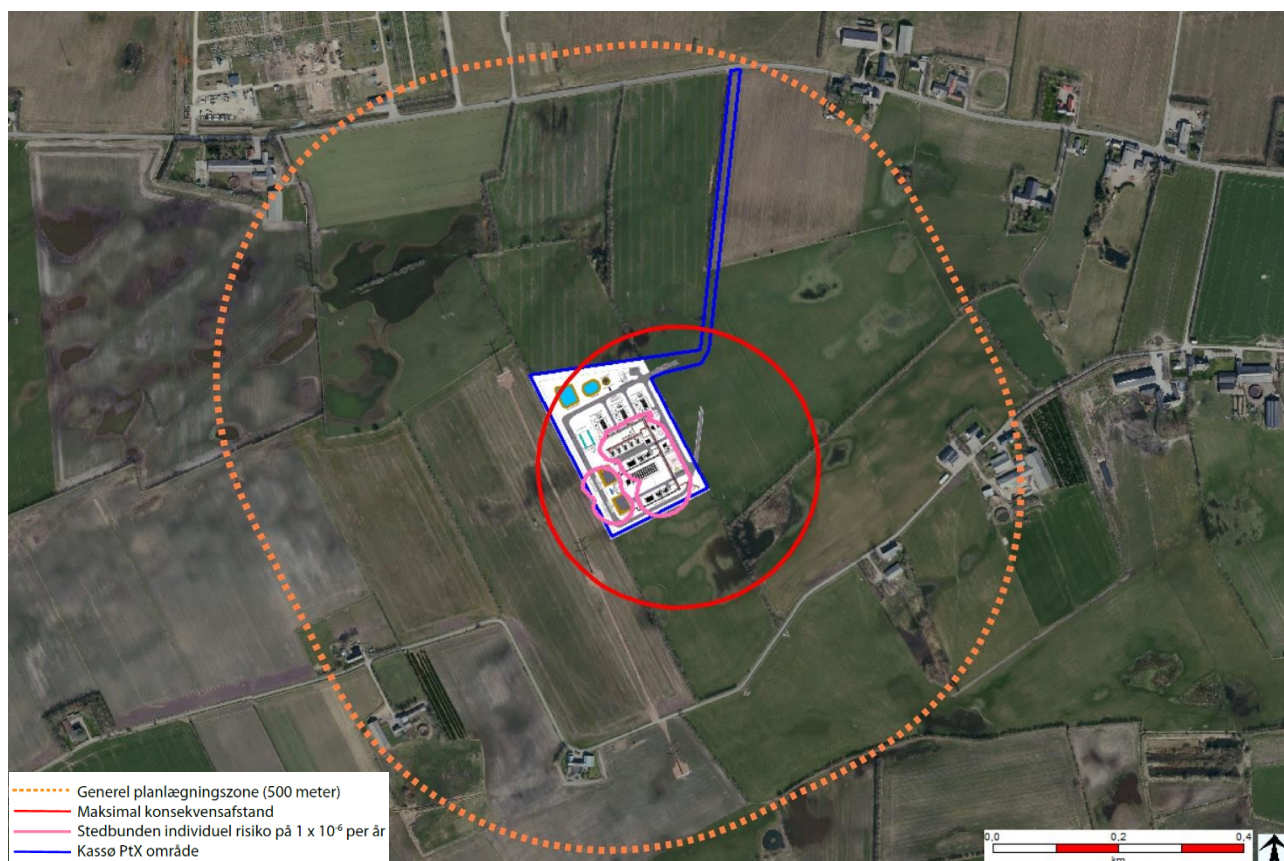 Generel planlægningszone (500 meter)
Maksimal konsekvensafstand
Stedbunden individuel risiko på 1 x 10⁻⁶ per år
Kassø PtX område
0,0 0,2 0,4
km